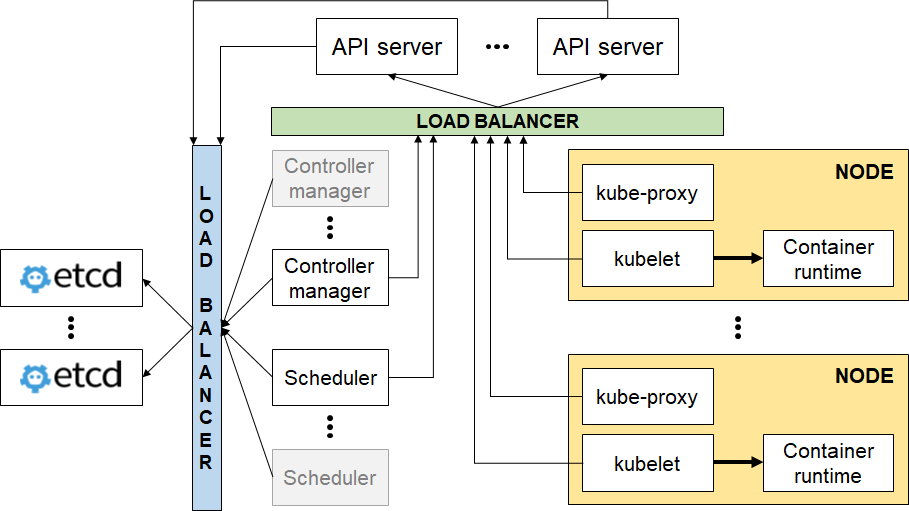 API server
API server
LOAD BALANCER
LOAD BALANCER
Controller
manager
Controller
manager
Scheduler
Scheduler
etcd
etcd
NODE
kube-proxy
kubelet
Container
runtime
NODE
kube-proxy
kubelet
Container
runtime